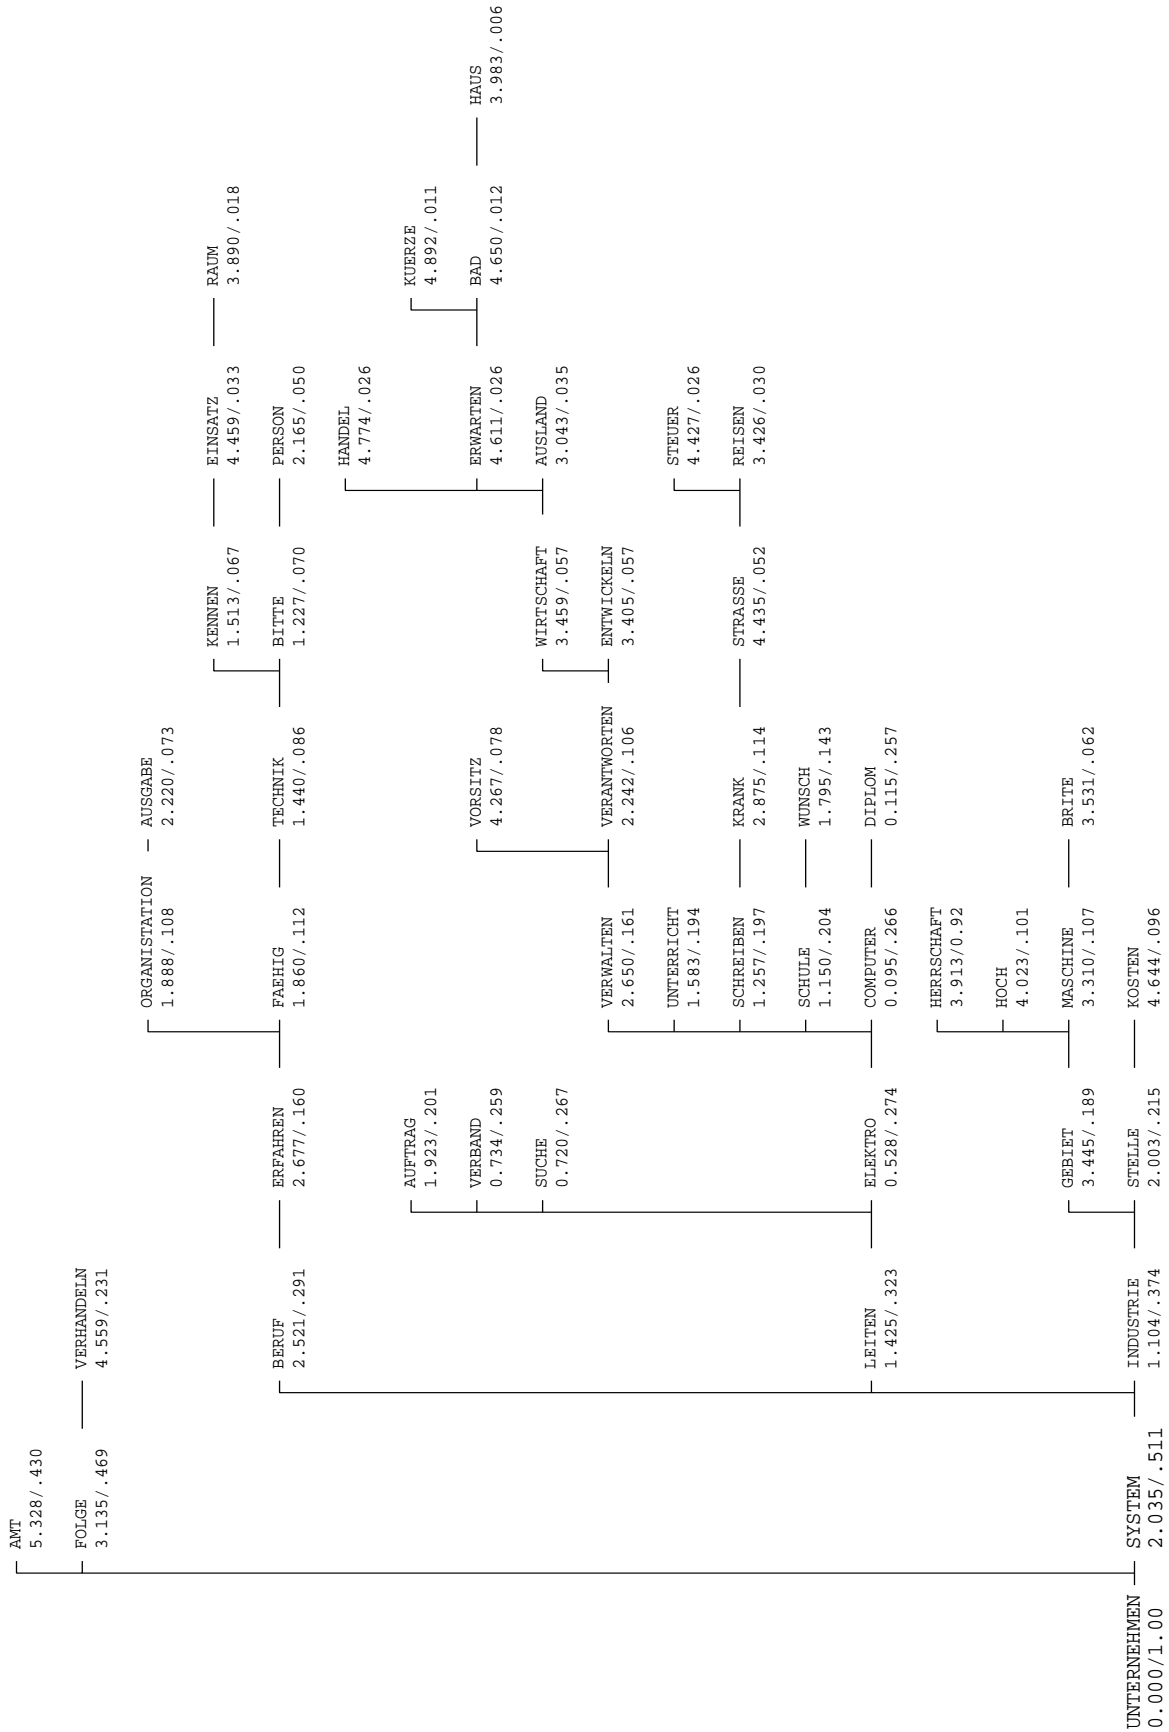 AMT
5.328/.430
FOLGE
3.135/.469
VERHANDELN
4.559/.231
ORGANISTATION
1.888/.108
AUSGABE
2.220/.073
KENNEN
1.513/.067
EINSATZ
4.459/.033
RAUM
3.890/.018
BERUF
2.521/.291
ERFAHREN
2.677/.160
FAEHIG
1.860/.112
TECHNIK
1.440/.086
BITTE
1.227/.070
PERSON
2.165/.050
HANDEL
4.774/.026
AUFTRAG
1.923/.201
KUERZE
4.892/.011
VERBAND
0.734/.259
VORSITZ
4.267/.078
ERWARTEN
4.611/.026
BAD
4.650/.012
HAUS
3.983/.006
SUCHE
0.720/.267
WIRTSCHAFT
3.459/.057
AUSLAND
3.043/.035
VERWALTEN
2.650/.161
VERANTWORTEN
2.242/.106
ENTWICKELN
3.405/.057
UNTERRICHT
1.583/.194
STEUER
4.427/.026
SCHREIBEN
1.257/.197
KRANK
2.875/.114
STRASSE
4.435/.052
REISEN
3.426/.030
SCHULE
1.150/.204
WUNSCH
1.795/.143
LEITEN
1.425/.323
ELEKTRO
0.528/.274
COMPUTER
0.095/.266
DIPLOM
0.115/.257
HERRSCHAFT
3.913/0.92
HOCH
4.023/.101
GEBIET
3.445/.189
MASCHINE
3.310/.107
BRITE
3.531/.062
UNTERNEHMEN
0.000/1.00
SYSTEM
2.035/.511
INDUSTRIE
1.104/.374
STELLE
2.003/.215
KOSTEN
4.644/.096